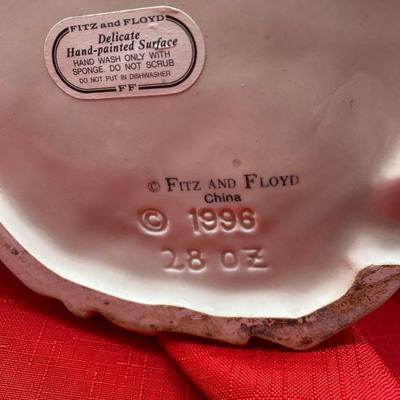 FITZ and FLOYD
Delicate
Hand-painted Surface
HAND WASH ONLY WITH
SPONGE. DO NOT SCRUB
DO NOT PUT IN DISHWASHER
FF
© FITZ AND FLOYD
China
© 1996
28 OZ